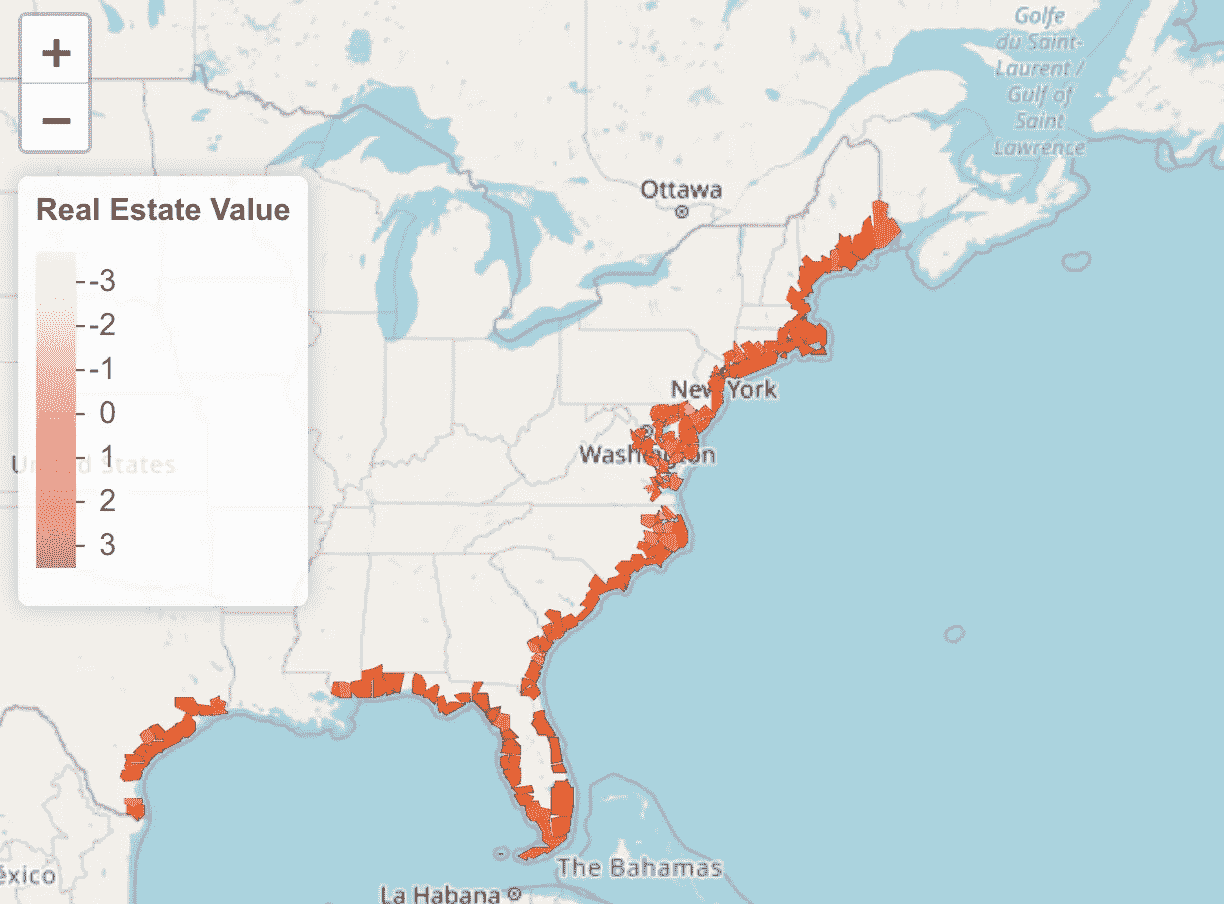 +
−
Golfe
du Saint-
Laurent /
Gulf of
Saint
Lawrence
Ottawa
Real Estate Value
-3
-2
-1
0
1
2
3
New York
Washington
United States
The Bahamas
La Habana
éxico